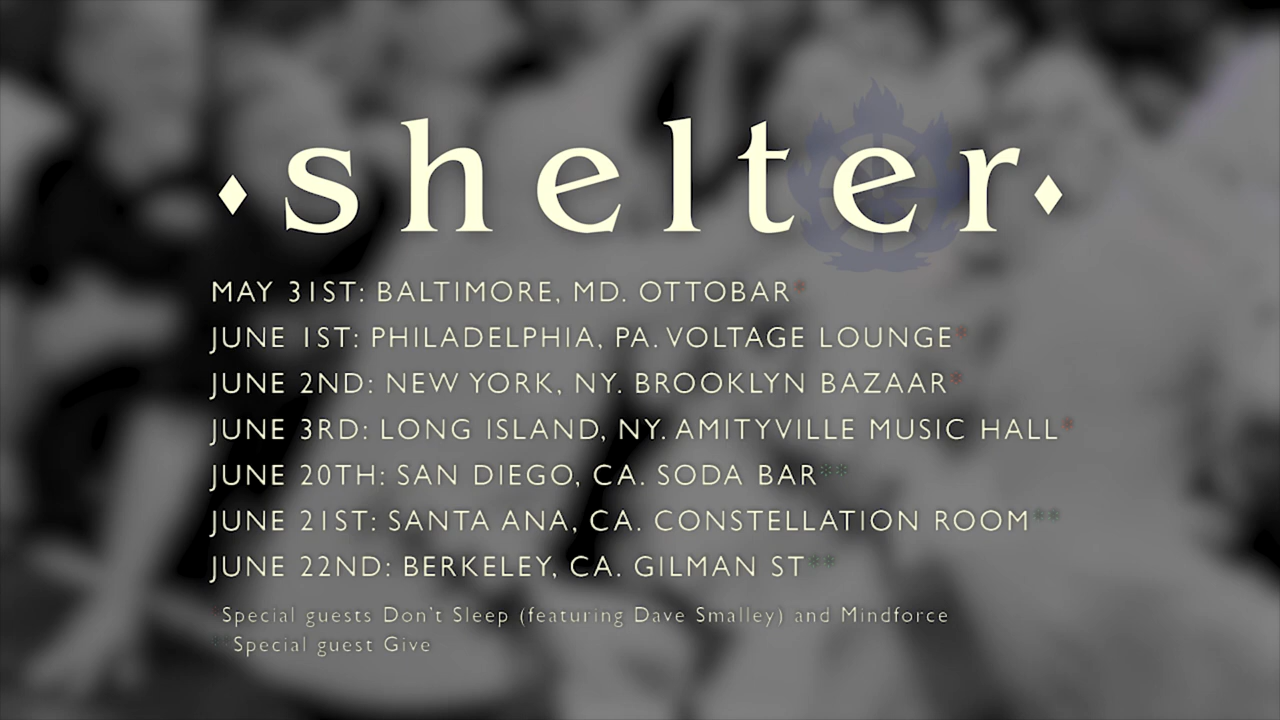 ♦ shelter ♦
MAY 31ST: BALTIMORE, MD. OTTOBAR*
JUNE 1ST: PHILADELPHIA, PA. VOLTAGE LOUNGE*
JUNE 2ND: NEW YORK, NY. BROOKLYN BAZAAR*
JUNE 3RD: LONG ISLAND, NY. AMITYVILLE MUSIC HALL*
JUNE 20TH: SAN DIEGO, CA. SODA BAR**
JUNE 21ST: SANTA ANA, CA. CONSTELLATION ROOM**
JUNE 22ND: BERKELEY, CA. GILMAN ST**
*Special guests Don't Sleep (featuring Dave Smalley) and Mindforce
**Special guest Give